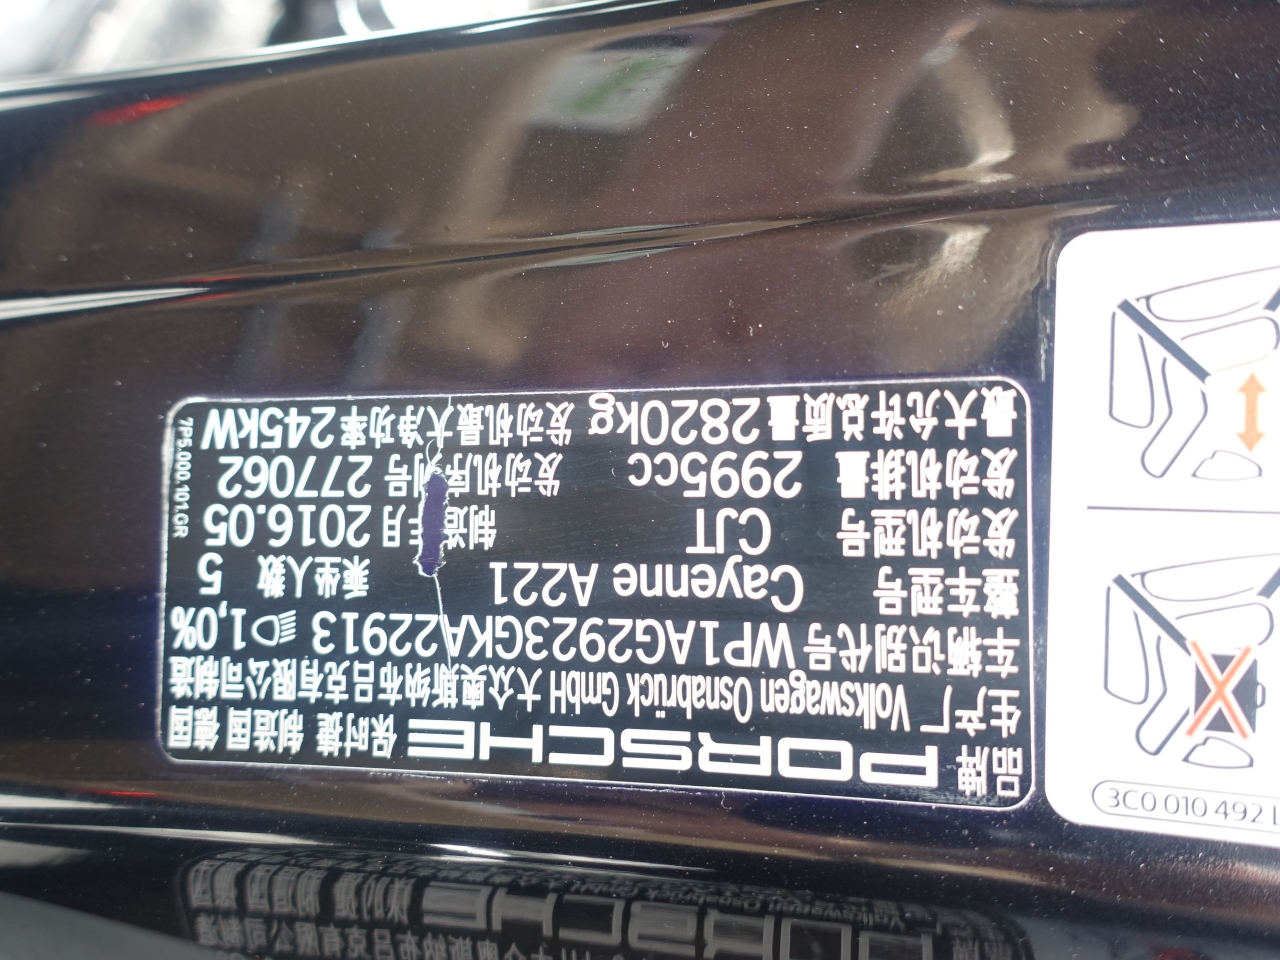 品牌 PORSCHE 保时捷 制造国 德国
生产厂 Volkswagen Osnabrück GmbH 大众奥斯纳布吕克有限公司制造
车辆识别代号 WP1AG2923GKA22913 1,0%
整车型号 Cayenne A221 乘坐人数 5
发动机型号 CJT 制造年月 2016.05
发动机排量 2995cc 发动机序列号 277062
最大允许总质量 2820kg 发动机最大净功率 245kW
7P5.000.101.GR
3C0 010 492